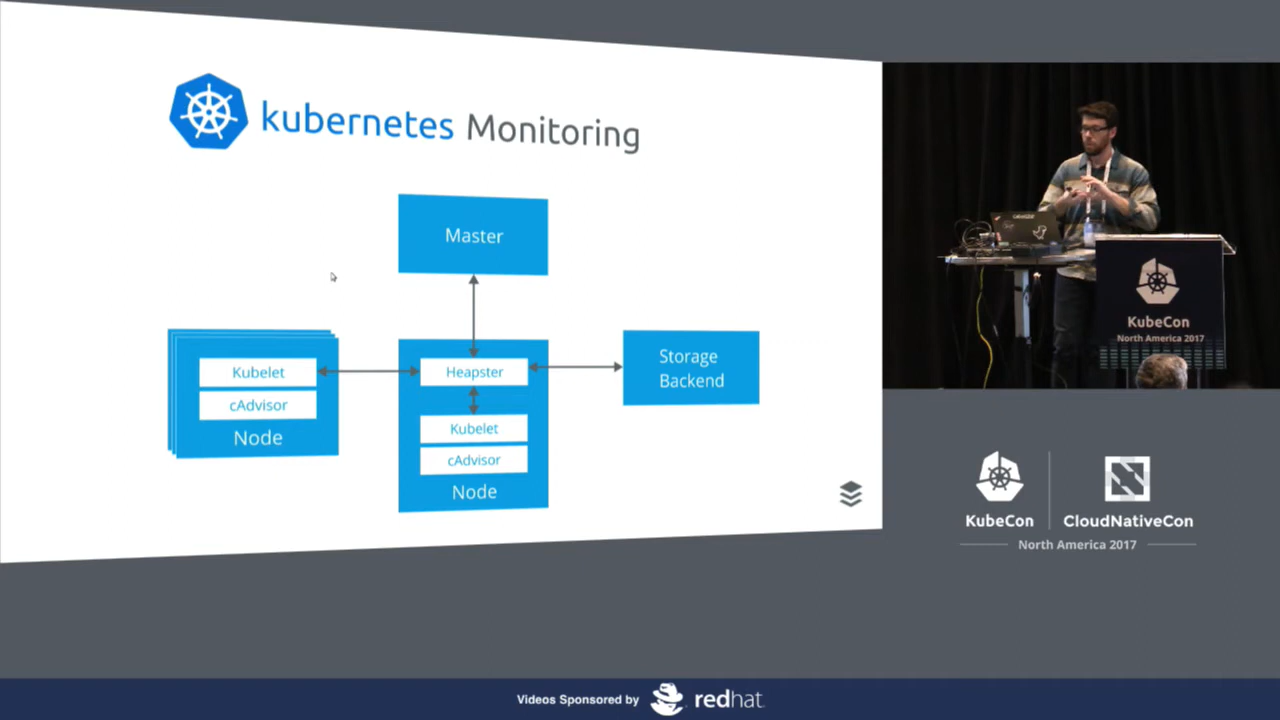 kubernetes Monitoring
Master
Kubelet
cAdvisor
Node
Heapster
Kubelet
cAdvisor
Node
Storage
Backend
KubeCon
North America 2017
KubeCon
CloudNativeCon
North America 2017
Videos Sponsored by
redhat